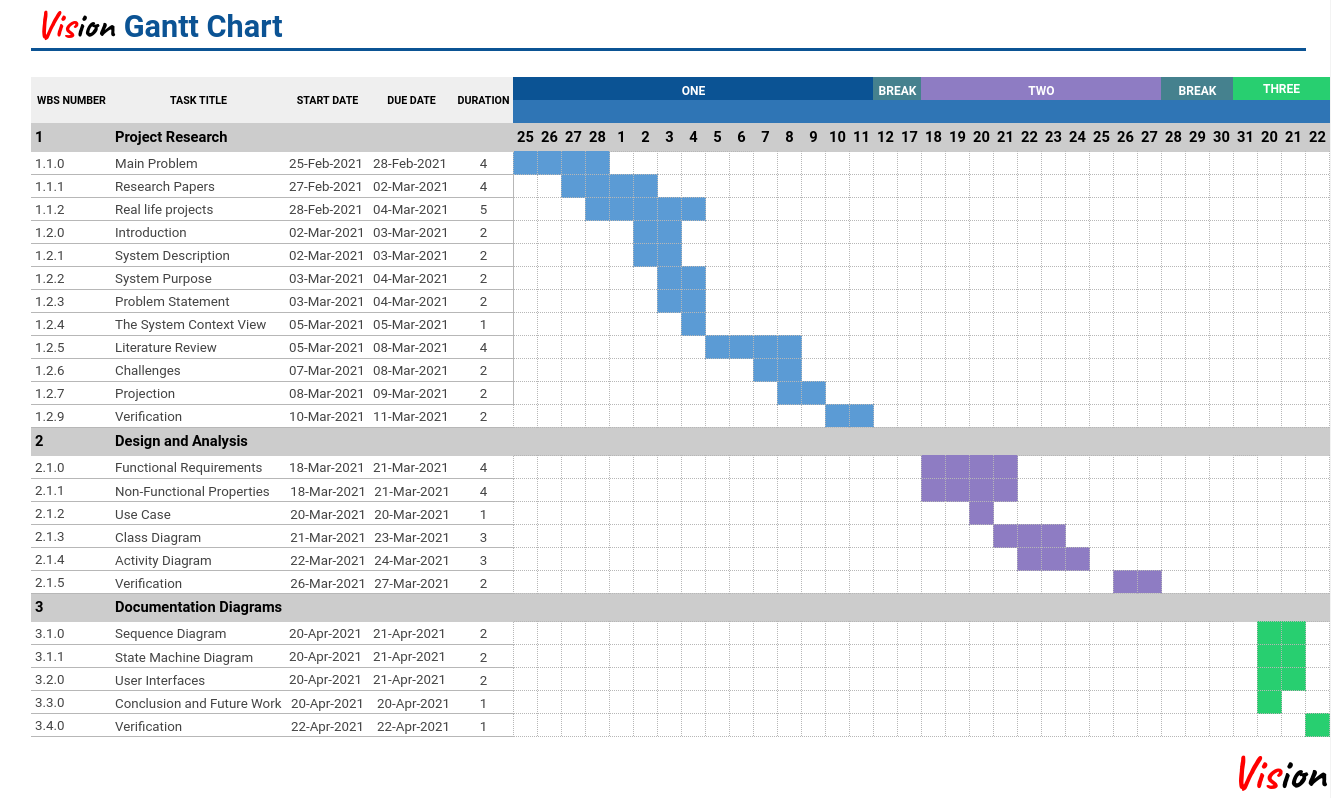 Vision Gantt Chart
WBS NUMBER TASK TITLE START DATE DUE DATE DURATION ONE BREAK TWO BREAK THREE
1 Project Research 25 26 27 28 1 2 3 4 5 6 7 8 9 10 11 12 17 18 19 20 21 22 23 24 25 26 27 28 29 30 31 20 21 22
1.1.0 Main Problem 25-Feb-2021 28-Feb-2021 4
1.1.1 Research Papers 27-Feb-2021 02-Mar-2021 4
1.1.2 Real life projects 28-Feb-2021 04-Mar-2021 5
1.2.0 Introduction 02-Mar-2021 03-Mar-2021 2
1.2.1 System Description 02-Mar-2021 03-Mar-2021 2
1.2.2 System Purpose 03-Mar-2021 04-Mar-2021 2
1.2.3 Problem Statement 03-Mar-2021 04-Mar-2021 2
1.2.4 The System Context View 05-Mar-2021 05-Mar-2021 1
1.2.5 Literature Review 05-Mar-2021 08-Mar-2021 4
1.2.6 Challenges 07-Mar-2021 08-Mar-2021 2
1.2.7 Projection 08-Mar-2021 09-Mar-2021 2
1.2.9 Verification 10-Mar-2021 11-Mar-2021 2
2 Design and Analysis
2.1.0 Functional Requirements 18-Mar-2021 21-Mar-2021 4
2.1.1 Non-Functional Properties 18-Mar-2021 21-Mar-2021 4
2.1.2 Use Case 20-Mar-2021 20-Mar-2021 1
2.1.3 Class Diagram 21-Mar-2021 23-Mar-2021 3
2.1.4 Activity Diagram 22-Mar-2021 24-Mar-2021 3
2.1.5 Verification 26-Mar-2021 27-Mar-2021 2
3 Documentation Diagrams
3.1.0 Sequence Diagram 20-Apr-2021 21-Apr-2021 2
3.1.1 State Machine Diagram 20-Apr-2021 21-Apr-2021 2
3.2.0 User Interfaces 20-Apr-2021 21-Apr-2021 2
3.3.0 Conclusion and Future Work 20-Apr-2021 20-Apr-2021 1
3.4.0 Verification 22-Apr-2021 22-Apr-2021 1
Vision